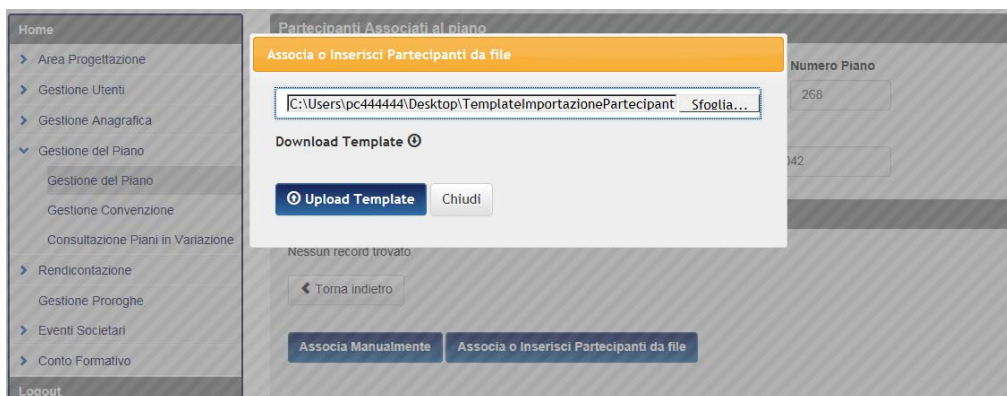 Home
Area Progettazione
Gestione Utenti
Gestione Anagrafica
Gestione del Piano
Gestione del Piano
Gestione Convenzione
Consultazione Piani in Variazione
Rendicontazione
Gestione Proroghe
Eventi Societari
Conto Formativo
Logout
Partecipanti Associati al piano
Associa o Inserisci Partecipanti da file
C:\Users\pc444444\Desktop\TemplateImportazionePartecipant Sfoglia...
Download Template
Upload Template Chiudi
Numero Piano
268
042
Nessun record trovato
Torna indietro
Associa Manualmente Associa o Inserisci Partecipanti da file